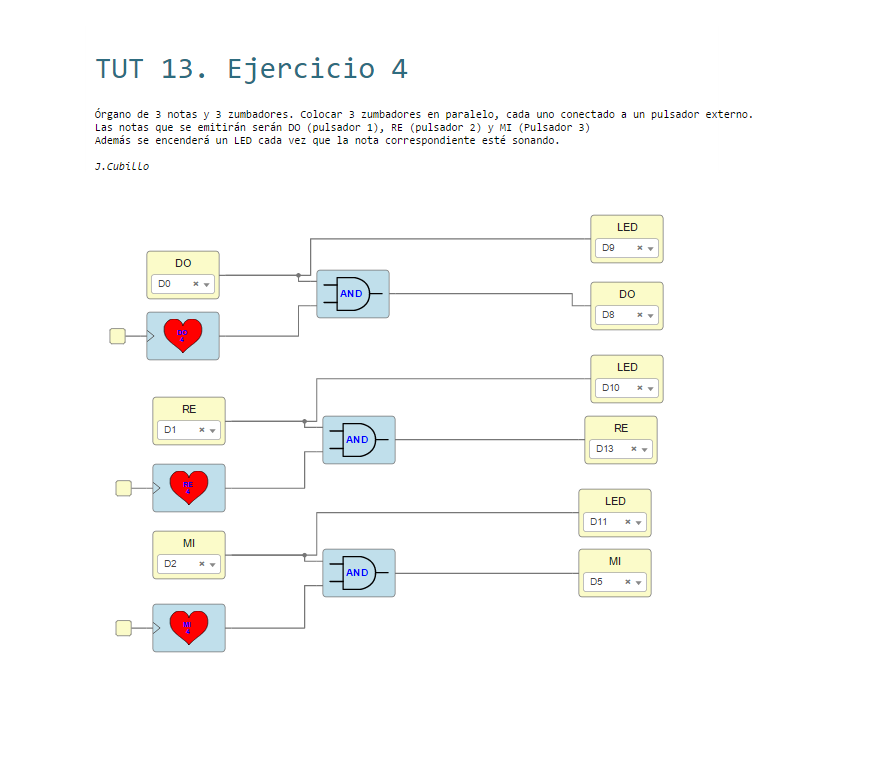 TUT 13. Ejercicio 4
Órgano de 3 notas y 3 zumbadores. Colocar 3 zumbadores en paralelo, cada uno conectado a un pulsador externo.
Las notas que se emitirán serán DO (pulsador 1), RE (pulsador 2) y MI (Pulsador 3)
Además se encenderá un LED cada vez que la nota correspondiente esté sonando.
J.Cubillo
LED
D9
DO
D0
AND
DO
D8
DO
4
LED
D10
RE
D1
AND
RE
D13
RE
4
LED
D11
MI
D2
AND
MI
D5
MI
4